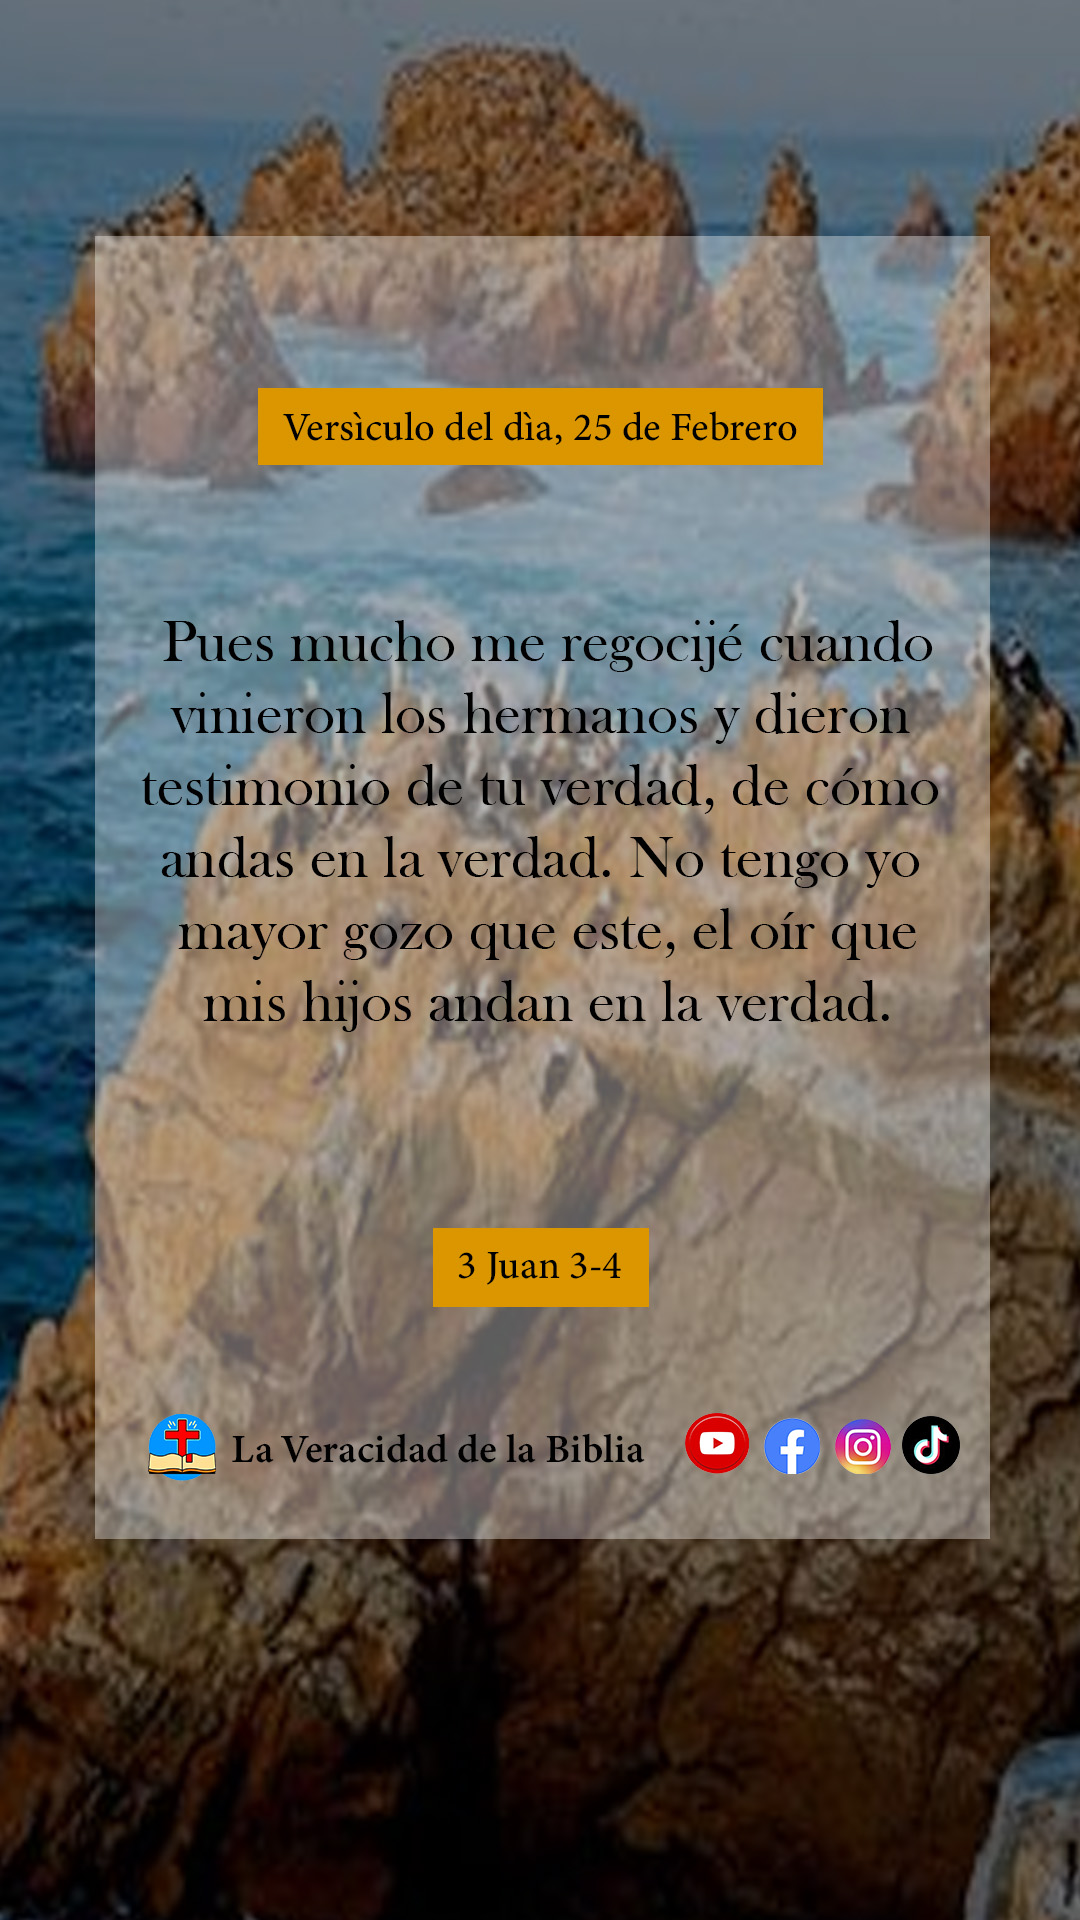 Versìculo del dìa, 25 de Febrero
Pues mucho me regocijé cuando
vinieron los hermanos y dieron
testimonio de tu verdad, de cómo
andas en la verdad. No tengo yo
mayor gozo que este, el oír que
mis hijos andan en la verdad.
3 Juan 3-4
La Veracidad de la Biblia